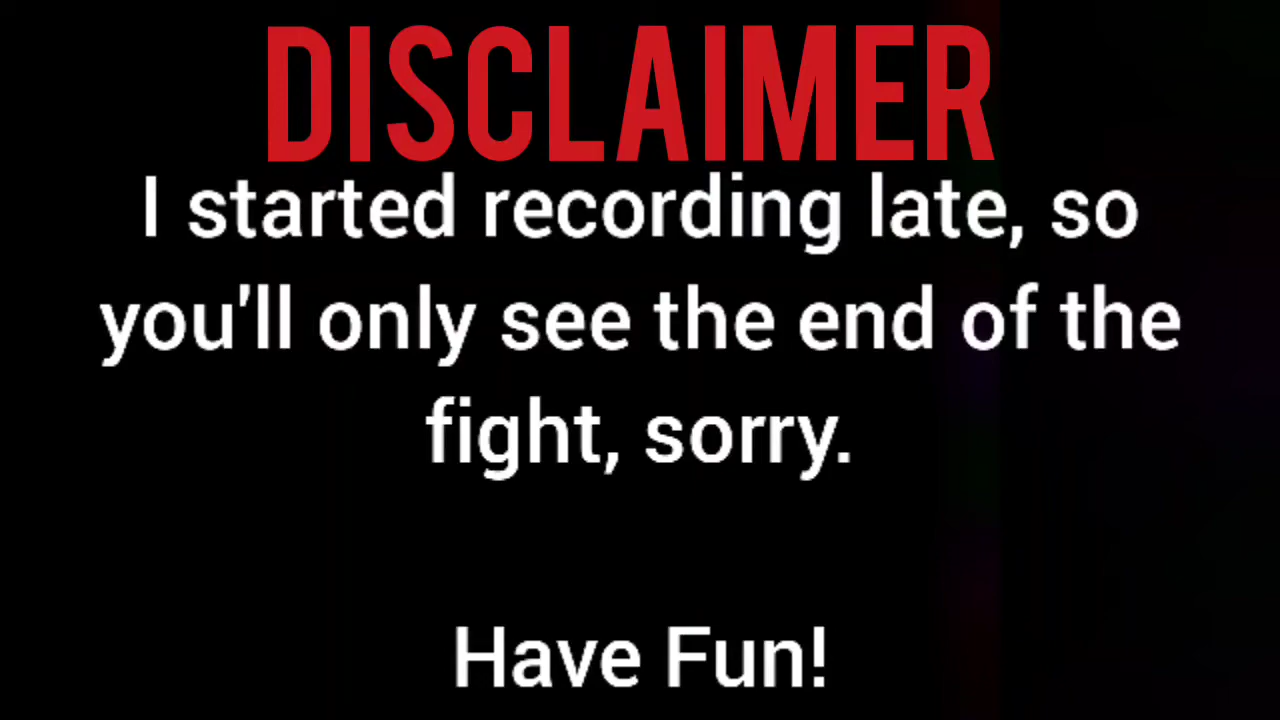 DISCLAIMER
I started recording late, so
you'll only see the end of the
fight, sorry.
Have Fun!